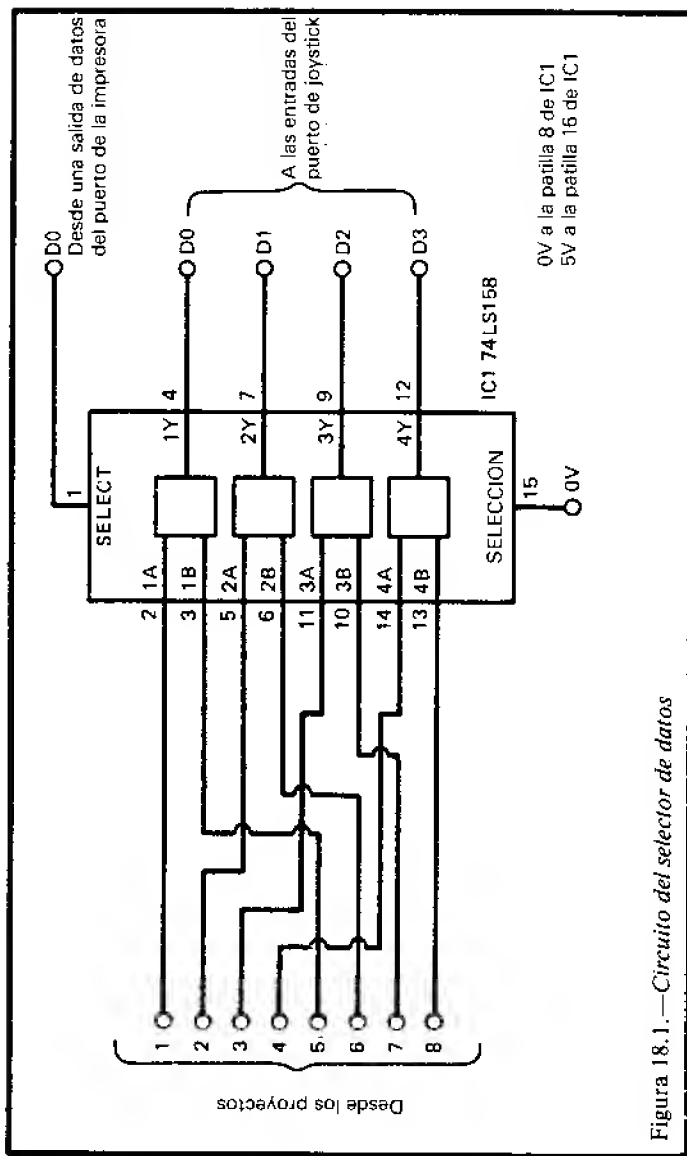 D0
Desde una salida de datos
del puerto de la impresora
1
SELECT
2 1A
3 1B
5 2A
6 2B
11 3A
10 3B
14 4A
13 4B
1Y 4
2Y 7
3Y 9
4Y 12
D0
D1
D2
D3
A las entradas del
puerto de joystick
SELECCION
15
0V
IC1 74LS158
0V a la patilla 8 de IC1
5V a la patilla 16 de IC1
1
2
3
4
5
6
7
8
Desde los proyectos
Figura 18.1.—Circuito del selector de datos